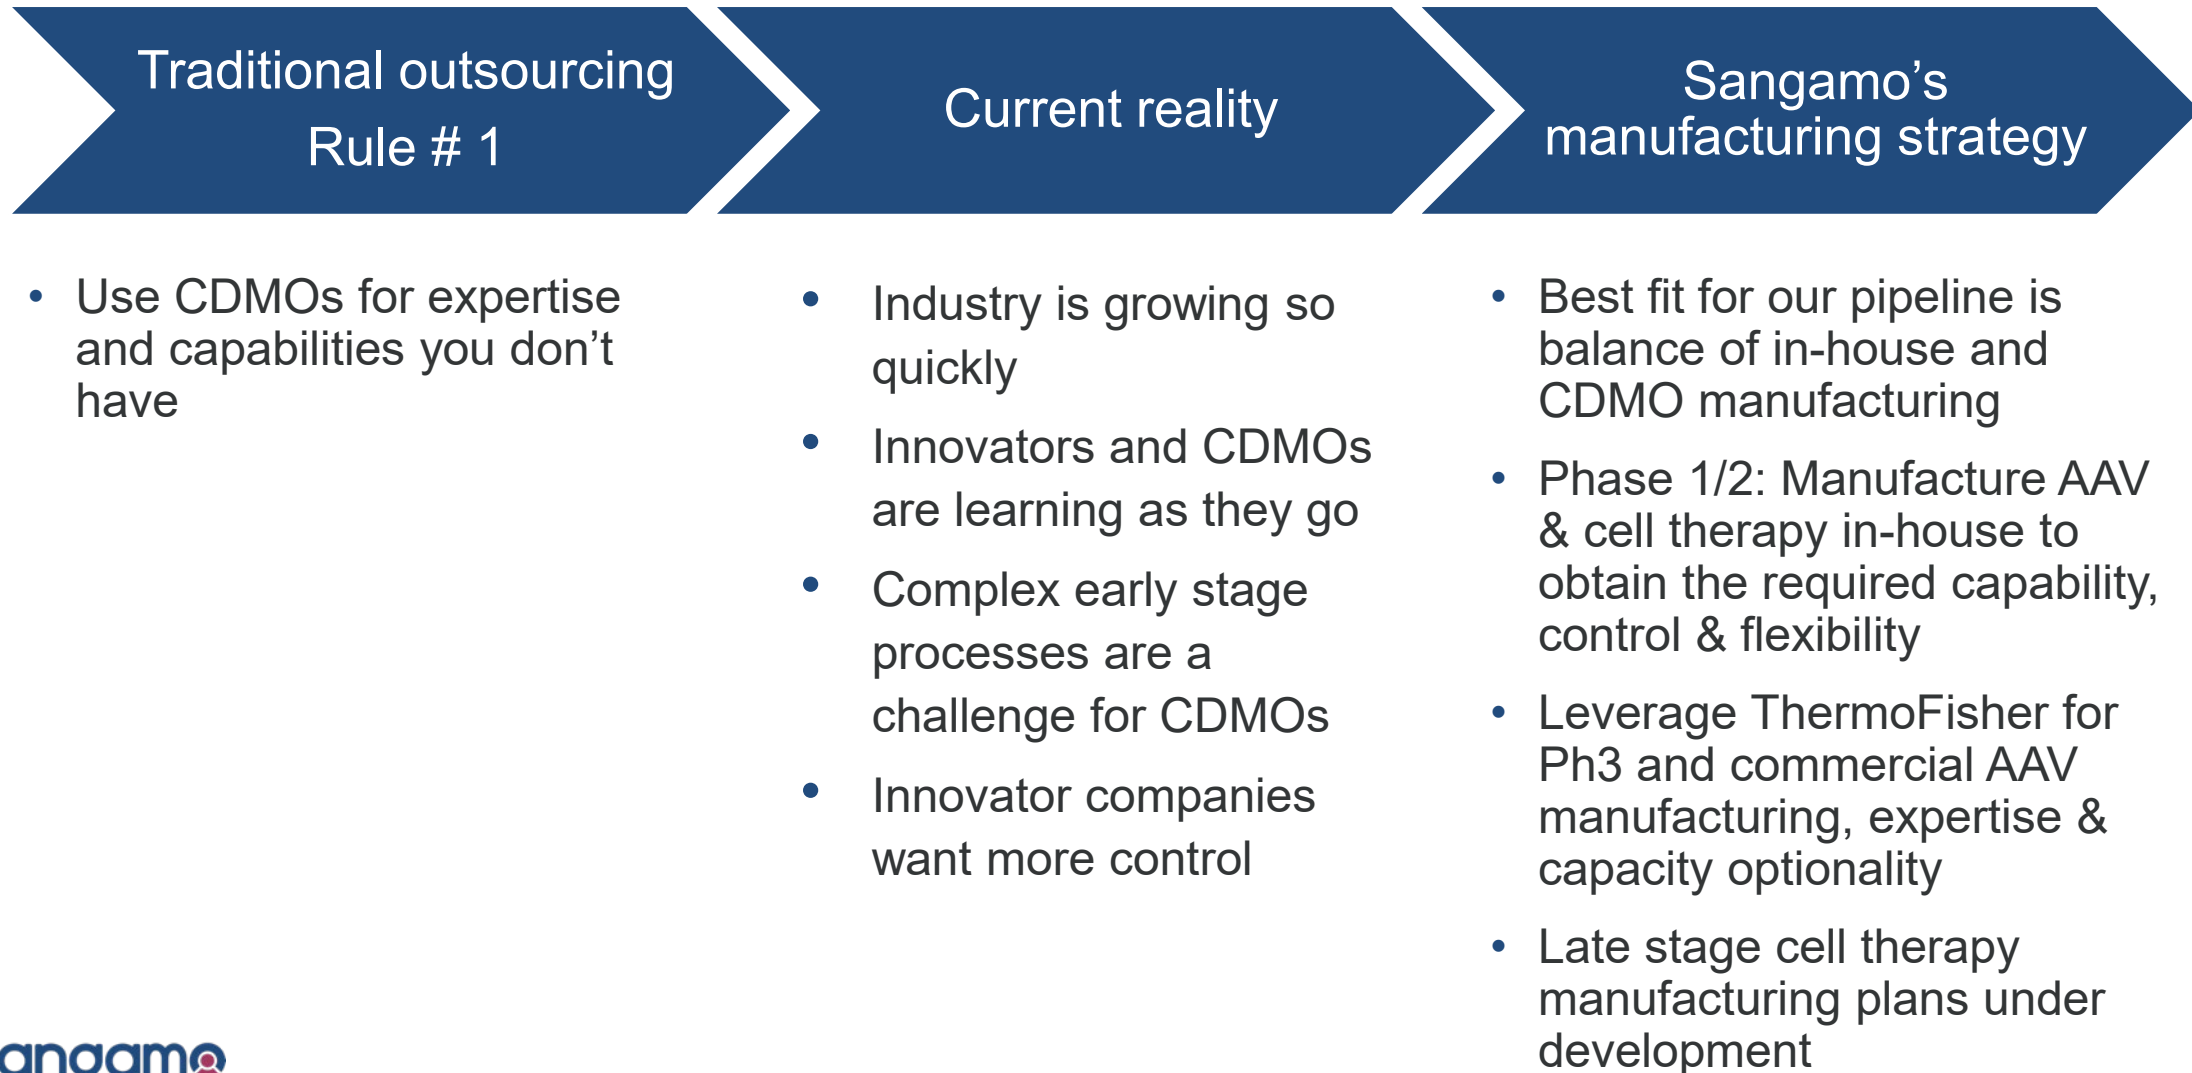 Traditional outsourcing
Rule # 1
Current reality
Sangamo’s
manufacturing strategy
• Use CDMOs for expertise
and capabilities you don’t
have
• Industry is growing so
quickly
• Innovators and CDMOs
are learning as they go
• Complex early stage
processes are a
challenge for CDMOs
• Innovator companies
want more control
• Best fit for our pipeline is
balance of in-house and
CDMO manufacturing
• Phase 1/2: Manufacture AAV
& cell therapy in-house to
obtain the required capability,
control & flexibility
• Leverage ThermoFisher for
Ph3 and commercial AAV
manufacturing, expertise &
capacity optionality
• Late stage cell therapy
manufacturing plans under
development